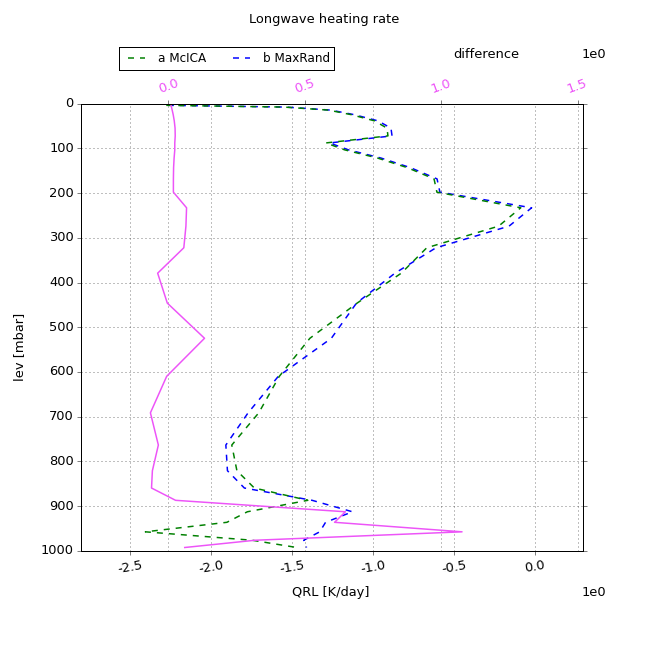 Longwave heating rate
a McICA b MaxRand
difference 1e0
0.0 0.5 1.0 1.5
0
100
200
300
400
500
600
700
800
900
1000
lev [mbar]
-2.5 -2.0 -1.5 -1.0 -0.5 0.0
QRL [K/day] 1e0